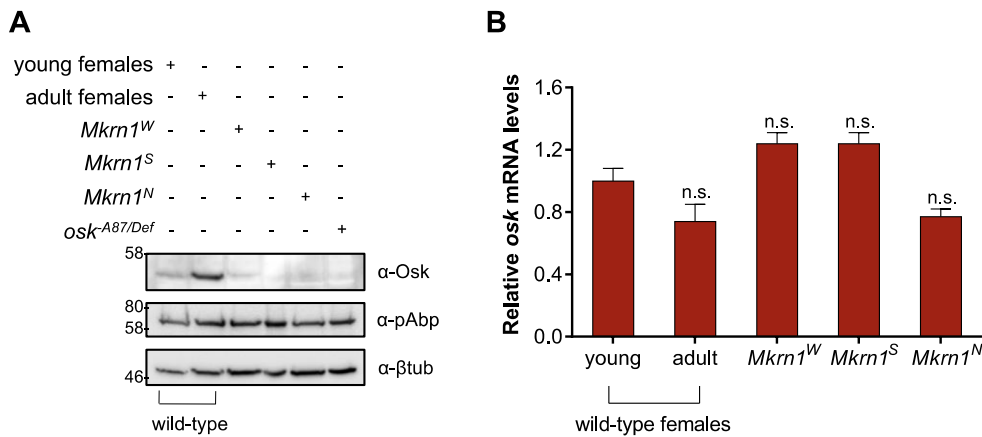 A
young females + - - - - -
adult females - + - - - -
Mkrn1W - - + - - -
Mkrn1S - - - + - -
Mkrn1N - - - - + -
osk-A87/Def - - - - - +
58
α-Osk
80
58
α-pAbp
46
α-βtub
wild-type
B
Relative osk mRNA levels
1.6
1.2
0.8
0.4
0.0
n.s.
n.s.
n.s.
n.s.
young adult Mkrn1W Mkrn1S Mkrn1N
wild-type females